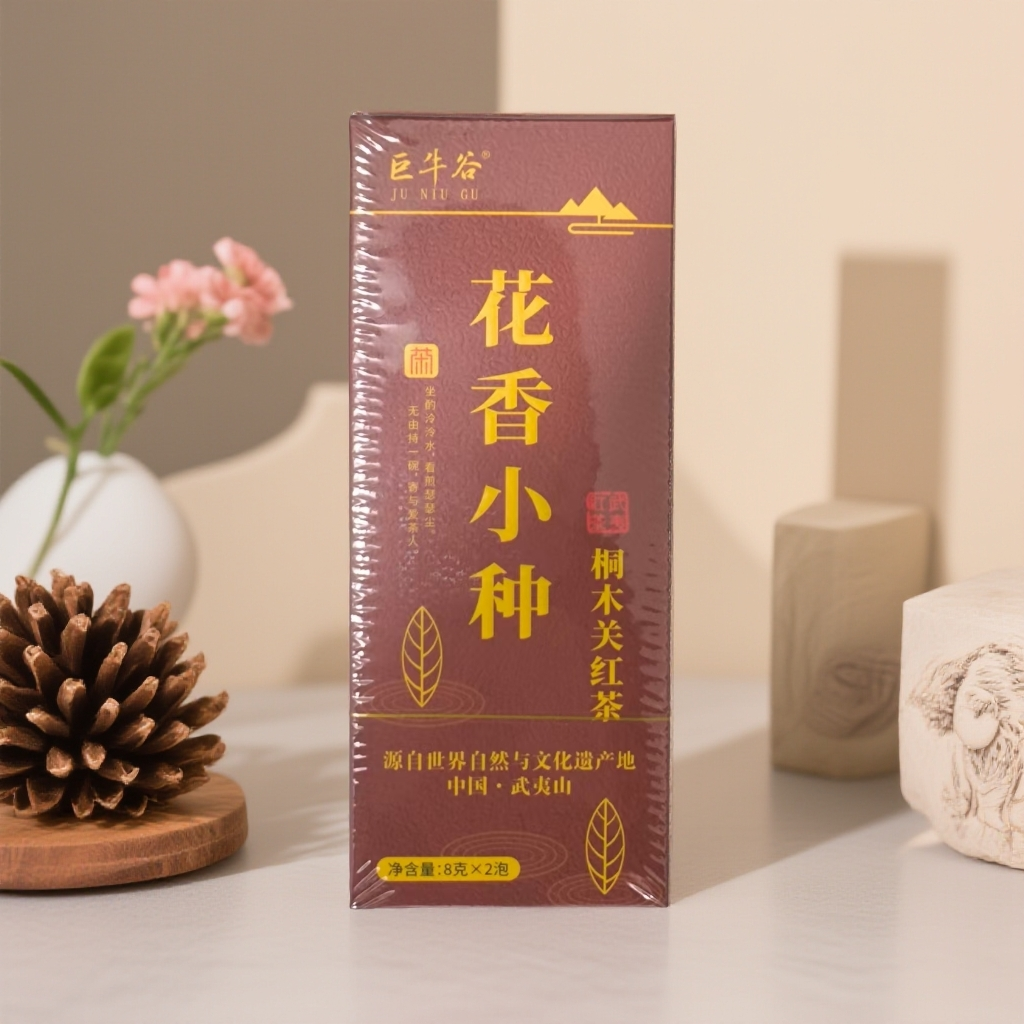 巨牛谷®
JU NIU GU
花香小种
茶
坐酌泠泠水,看煎瑟瑟尘。
无由持一碗,寄与爱茶人。
桐木关红茶
源自世界自然与文化遗产地
中国·武夷山
净含量:8克×2泡